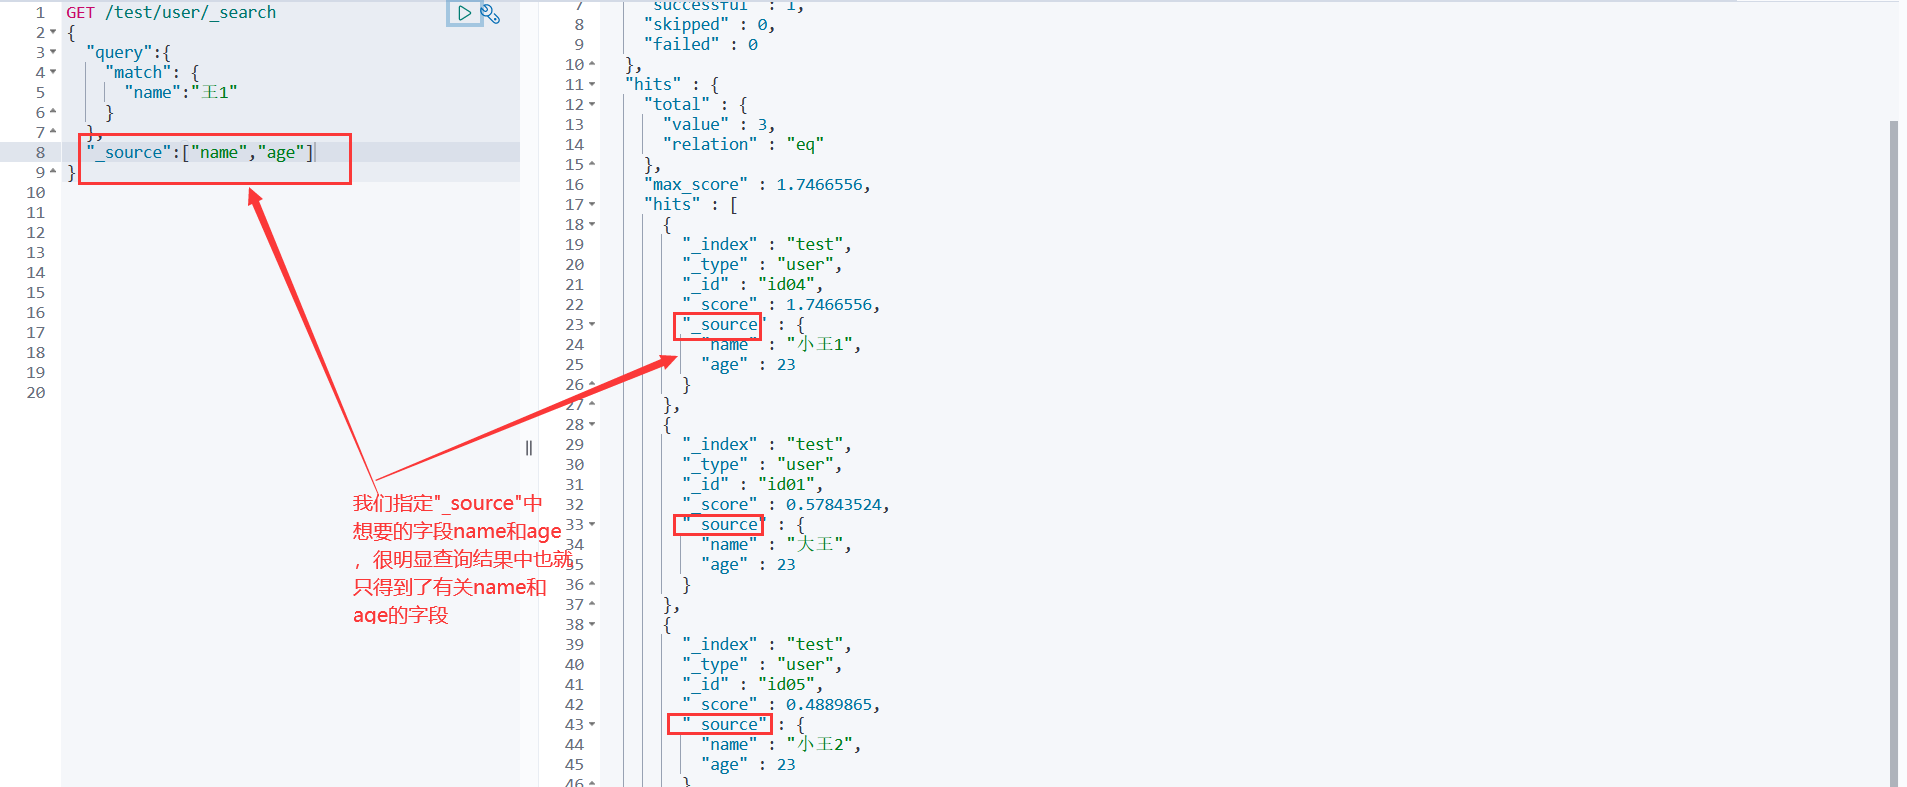 1 GET /test/user/_search
2 {
3 "query":{
4 "match": {
5 "name":"王1"
6 }
7 },
8 "_source":["name","age"]
9 }
10
11
12
13
14
15
16
17
18
19
20
我们指定"_source"中
想要的字段name和age
，很明显查询结果中也就
只得到了有关name和
age的字段
7 "successful" : 1,
8 "skipped" : 0,
9 "failed" : 0
10 },
11 "hits" : {
12 "total" : {
13 "value" : 3,
14 "relation" : "eq"
15 },
16 "max_score" : 1.7466556,
17 "hits" : [
18 {
19 "_index" : "test",
20 "_type" : "user",
21 "_id" : "id04",
22 "_score" : 1.7466556,
23 "_source" : {
24 "name" : "小王1",
25 "age" : 23
26 }
27 },
28 {
29 "_index" : "test",
30 "_type" : "user",
31 "_id" : "id01",
32 "_score" : 0.57843524,
33 "_source" : {
34 "name" : "大王",
35 "age" : 23
36 }
37 },
38 {
39 "_index" : "test",
40 "_type" : "user",
41 "_id" : "id05",
42 "_score" : 0.4889865,
43 "_source" : {
44 "name" : "小王2",
45 "age" : 23
46 }